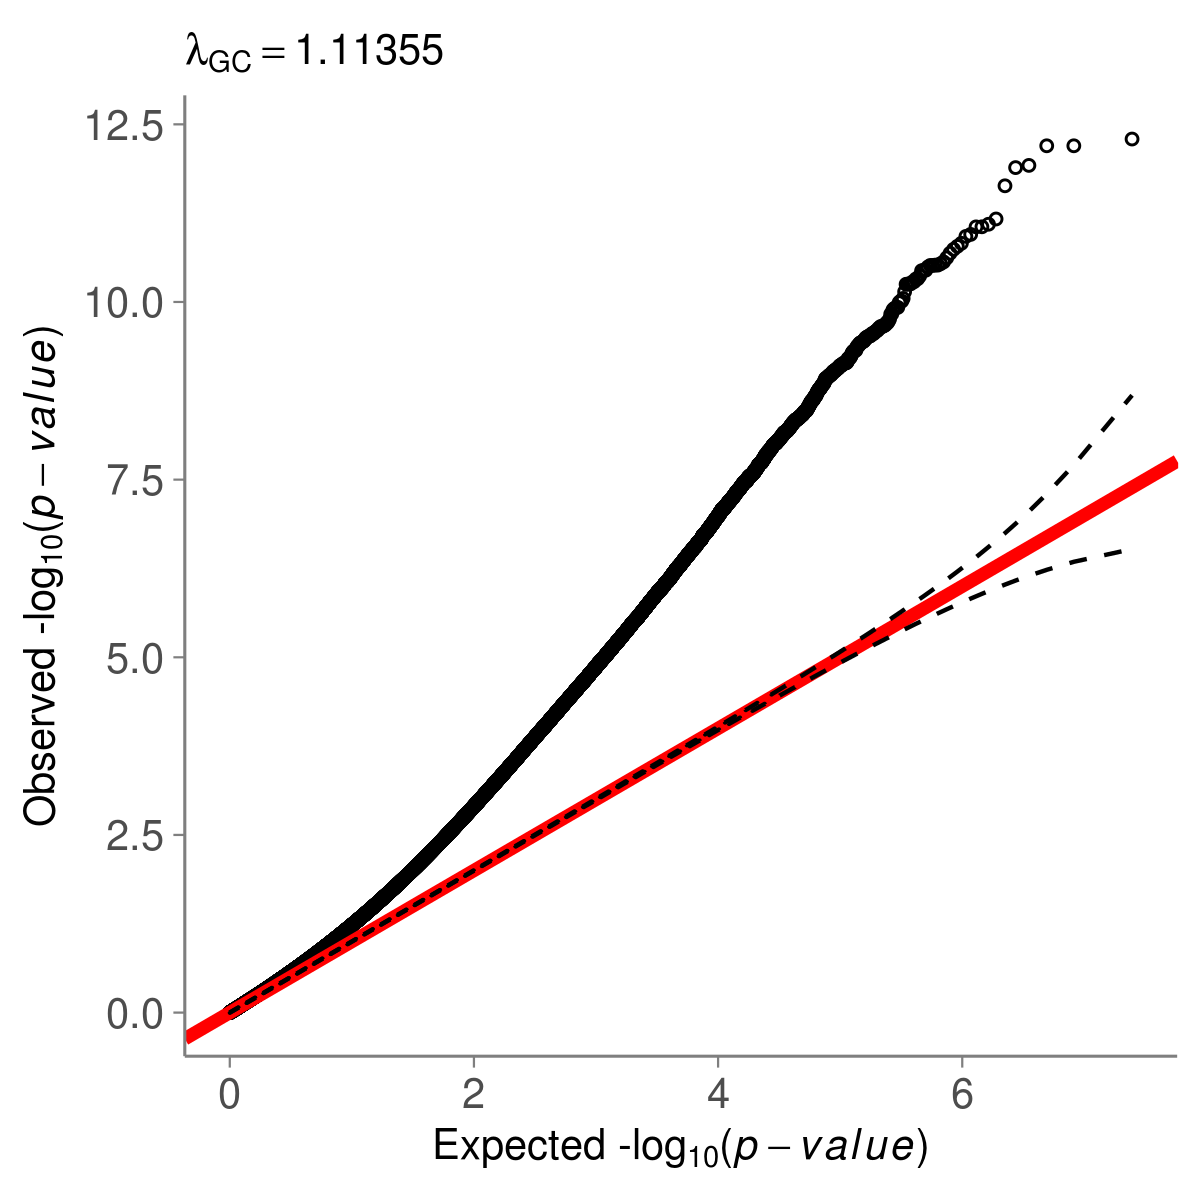 λGC = 1.11355
12.5
10.0
7.5
5.0
2.5
0.0
Observed -log10(p − value)
0 2 4 6
Expected -log10(p − value)